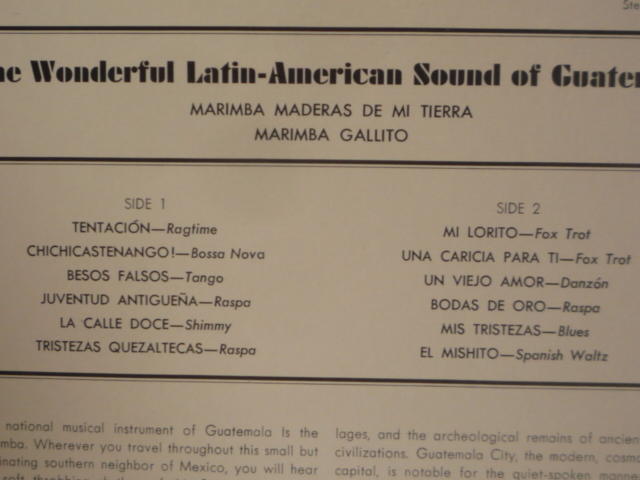 Ste
he Wonderful Latin-American Sound of Guatem
MARIMBA MADERAS DE MI TIERRA
MARIMBA GALLITO
SIDE 1
TENTACIÓN—Ragtime
CHICHICASTENANGO!—Bossa Nova
BESOS FALSOS—Tango
JUVENTUD ANTIGUEÑA—Raspa
LA CALLE DOCE—Shimmy
TRISTEZAS QUEZALTECAS—Raspa
SIDE 2
MI LORITO—Fox Trot
UNA CARICIA PARA TI—Fox Trot
UN VIEJO AMOR—Danzón
BODAS DE ORO—Raspa
MIS TRISTEZAS—Blues
EL MISHITO—Spanish Waltz
national musical instrument of Guatemala Is the
mba. Wherever you travel throughout this small but
inating southern neighbor of Mexico, you will hear
lages, and the archeological remains of ancien
civilizations. Guatemala City, the modern, cosmo
capital, is notable for the quiet-spoken manne